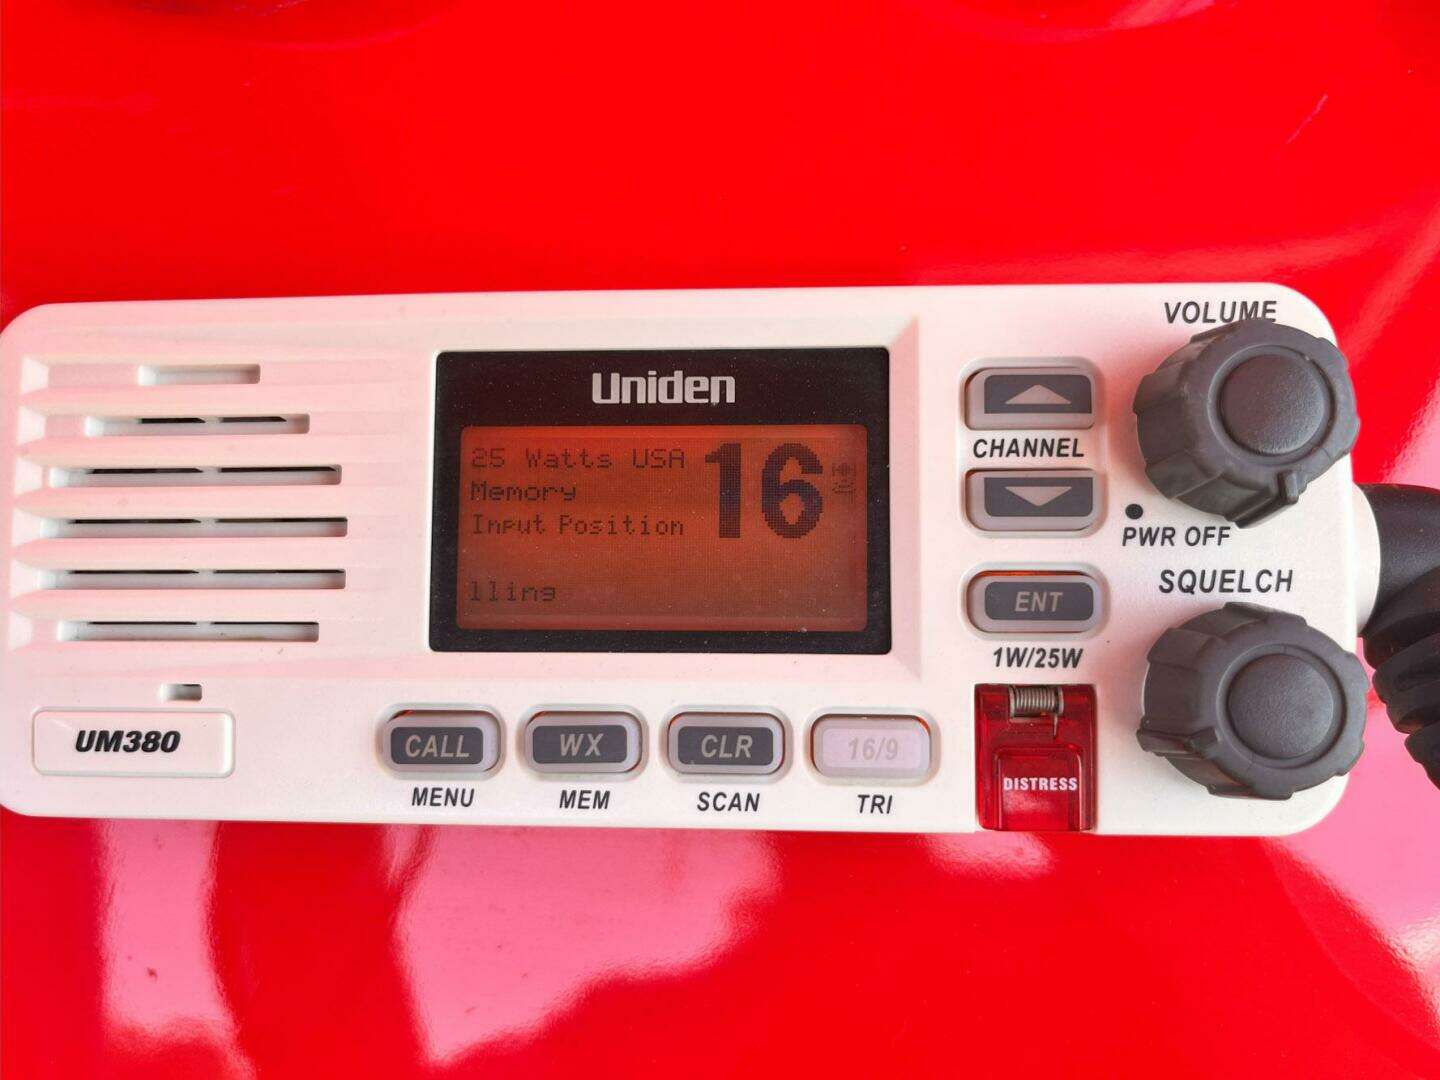 VOLUME
Uniden
25 Watts USA
16
Memory
Input Position
lling
CHANNEL
PWR OFF
SQUELCH
ENT
1W/25W
UM380
CALL
WX
CLR
16/9
DISTRESS
MENU
MEM
SCAN
TRI